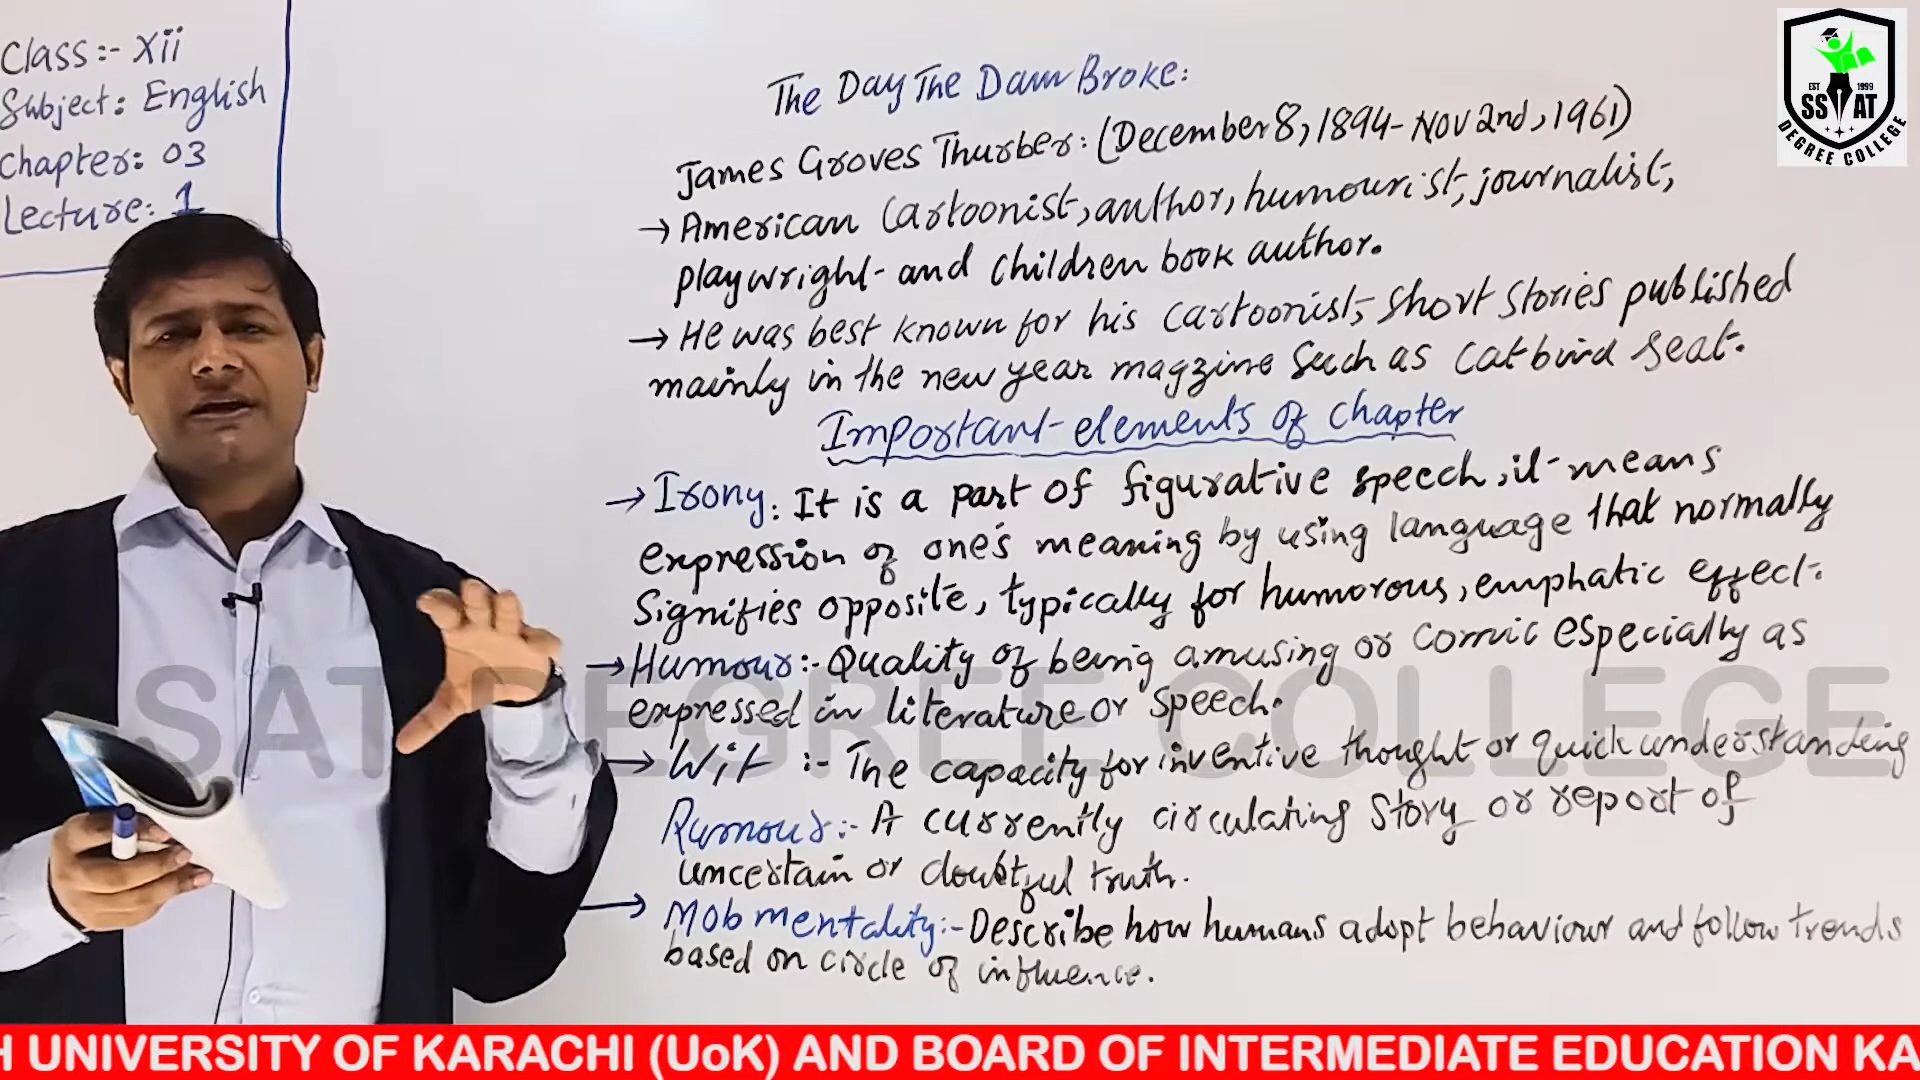 Class:- Xii
Subject: English
Chapter: 03
Lecture: 1
The Day The Dam Broke:
James Groves Thurber: (December 8, 1894- Nov 2nd, 1961)
→ American Cartoonist, author, humourist, journalist,
playwright- and children book author.
→ He was best known for his cartoonist, short stories published
mainly in the new year magzine such as Catbird Seat.
Important elements of chapter
→ Irony: It is a part of figurative speech, it means
expression of one's meaning by using language that normally
Signifies opposite, typically for humorous, emphatic effect.
→ Humour:- Quality of being amusing or comic especially as
expressed in literature or speech.
→ Wit :- The capacity for inventive thought or quick understanding
Rumour:- A currently circulating story or report of
uncertain or doubtful truth.
→ Mob mentality:- Describe how humans adopt behaviour and follow trends
based on circle of influence.
EST 1999
SSAT
DEGREE COLLEGE
SSAT DEGREE COLLEGE
H UNIVERSITY OF KARACHI (UoK) AND BOARD OF INTERMEDIATE EDUCATION KA